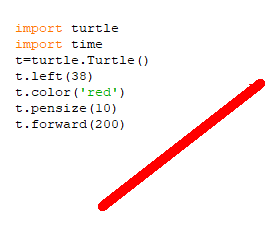 import turtle
import time
t=turtle.Turtle()
t.left(38)
t.color('red')
t.pensize(10)
t.forward(200)